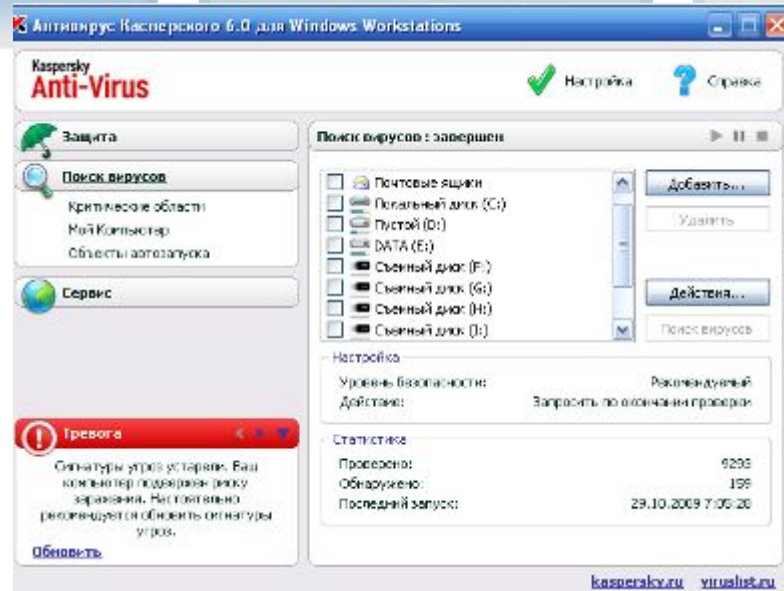 Антивирус Касперского 6.0 для Windows Workstations
Kaspersky
Anti-Virus
Настройка
Справка
Защита
Поиск вирусов
Критические области
Мой Компьютер
Объекты автозапуска
Сервис
Тревога
Сигнатуры угроз устарели. Ваш
компьютер подвержен риску
заражения. Настоятельно
рекомендуется обновить сигнатуры
угроз.
Обновить
Поиск вирусов : завершен
Почтовые ящики
Локальный диск (C:)
Пустой (D:)
DATA (E:)
Съемный диск (F:)
Съемный диск (G:)
Съемный диск (H:)
Съемный диск (I:)
Добавить...
Удалить
Действия...
Поиск вирусов
Настройка
Уровень безопасности: Рекомендуемый
Действие: Запросить по окончании проверки
Статистика
Проверено: 9293
Обнаружено: 159
Последний запуск: 29.10.2009 7:05:28
kaspersky.ru viruslist.ru